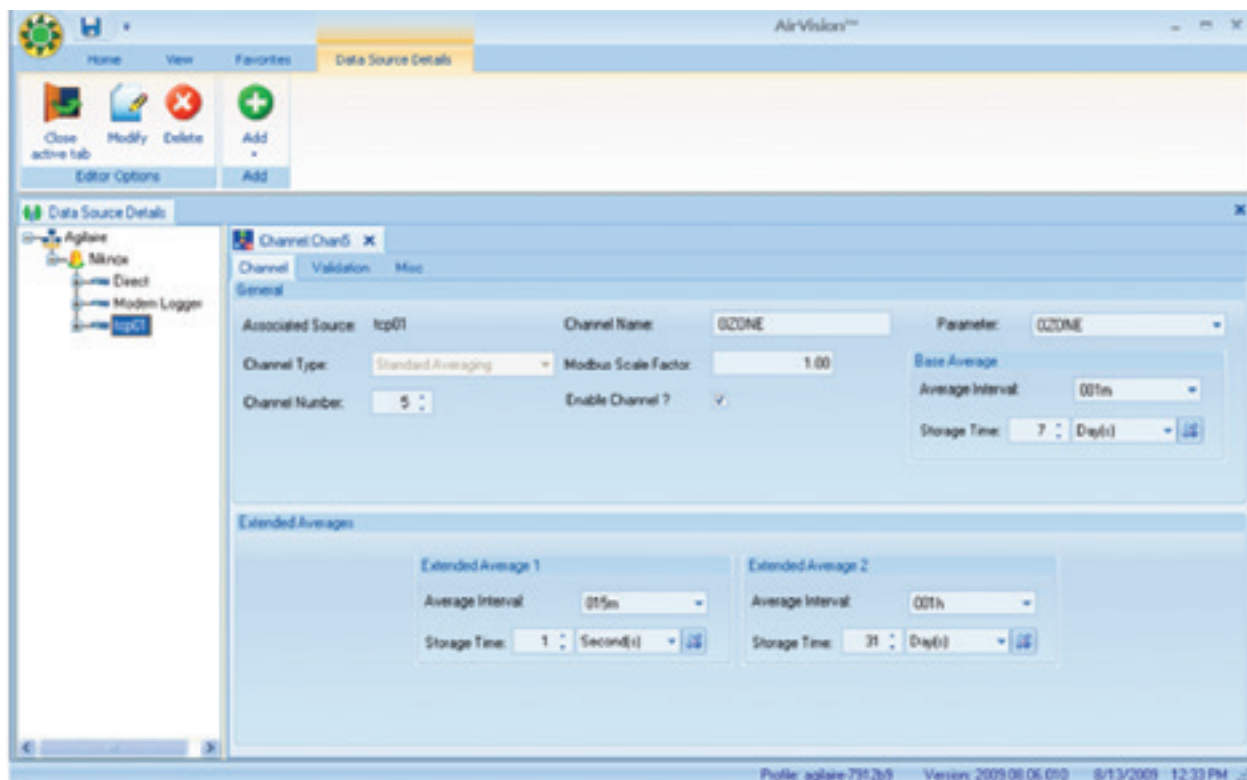 AirVision™
Home View Favorites Data Source Details
Close active tab Modify Delete Add
Editor Options Add
Data Source Details
Agilaire
Niknox
Direct
Modem Logger
tcp01
Channel:Chan5
Channel Validation Misc
General
Associated Source: tcp01 Channel Name: OZONE Parameter: OZONE
Channel Type: Standard Averaging Modbus Scale Factor: 1.00 Base Average
Average Interval: 001m
Channel Number: 5 Enable Channel ?
Storage Time: 7 Day(s)
Extended Averages
Extended Average 1 Extended Average 2
Average Interval: 015m Average Interval: 001h
Storage Time: 1 Second(s) Storage Time: 31 Day(s)
Profile: agilaire-7912b9 Version: 2009.08.06.010 8/13/2009 12:33 PM